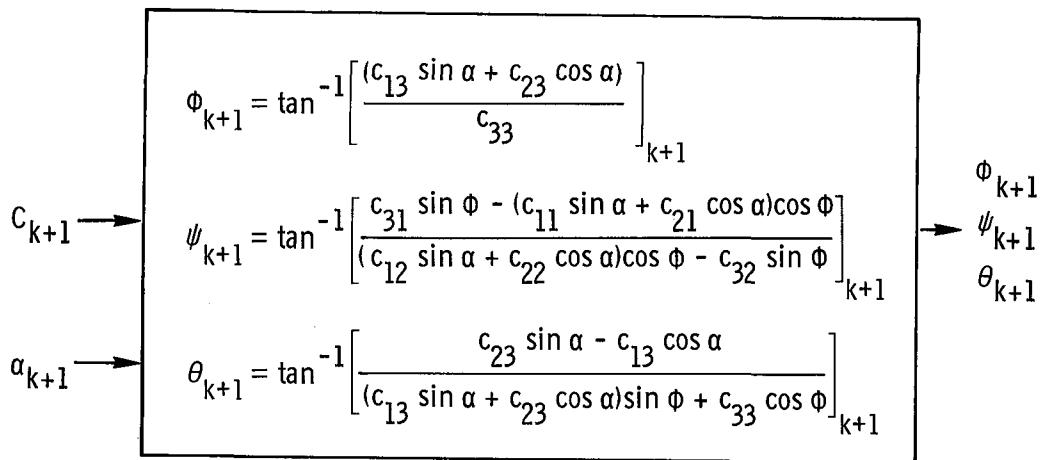 Φ_{k+1} = tan^{-1}[(c_{13} sin α + c_{23} cos α) / c_{33}]_{k+1}
C_{k+1}
ψ_{k+1} = tan^{-1}[c_{31} sin Φ - (c_{11} sin α + c_{21} cos α)cos Φ / (c_{12} sin α + c_{22} cos α)cos Φ - c_{32} sin Φ]_{k+1}
α_{k+1}
θ_{k+1} = tan^{-1}[c_{23} sin α - c_{13} cos α / (c_{13} sin α + c_{23} cos α)sin Φ + c_{33} cos Φ]_{k+1}
Φ_{k+1}
ψ_{k+1}
θ_{k+1}